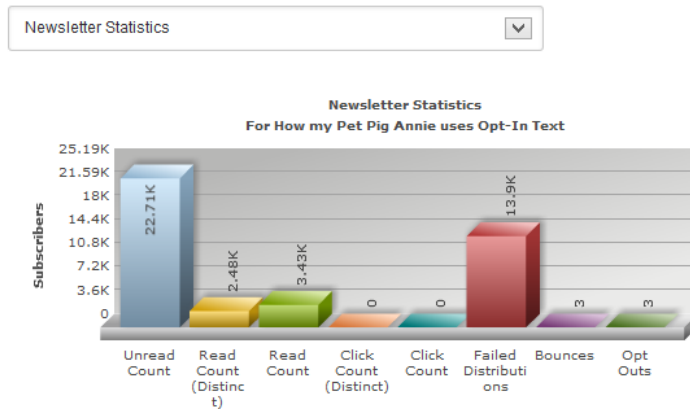 Newsletter Statistics
Newsletter Statistics
For How my Pet Pig Annie uses Opt-In Text
25.19K
21.59K
18K
14.4K
10.8K
7.2K
3.6K
0
Subscribers
22.71K
2.48K
3.43K
0
0
13.9K
3
3
Unread
Count
Read
Count
(Distinc
t)
Read
Count
Click
Count
(Distinct)
Click
Count
Failed
Distributi
ons
Bounces
Opt
Outs